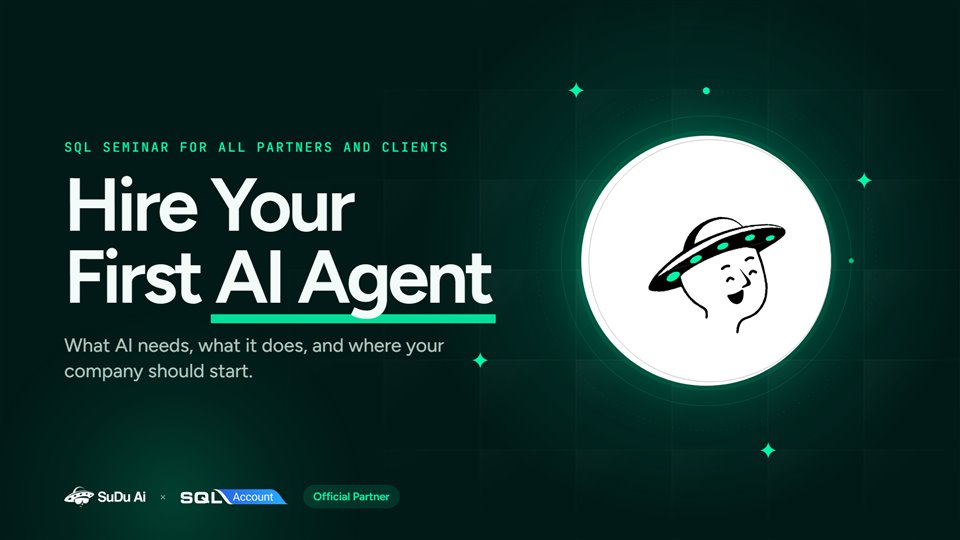 SQL SEMINAR FOR ALL PARTNERS AND CLIENTS
Hire Your
First AI Agent
What AI needs, what it does, and where your
company should start.
SuDu Ai × SQL Account Official Partner